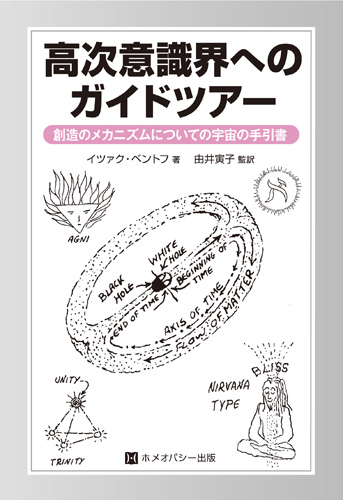 高次意識界への
ガイドツアー
創造のメカニズムについての宇宙の手引書
イツァク・ベントフ 著　由井寅子 監訳
AGNI
WHITE
HOLE
BLACK
HOLE
BEGINNING OF
TIME
END OF TIME
AXIS OF TIME
FLOW OF MATTER
UNITY
TRINITY
BLISS
NIRVANA
TYPE
ホメオパシー出版